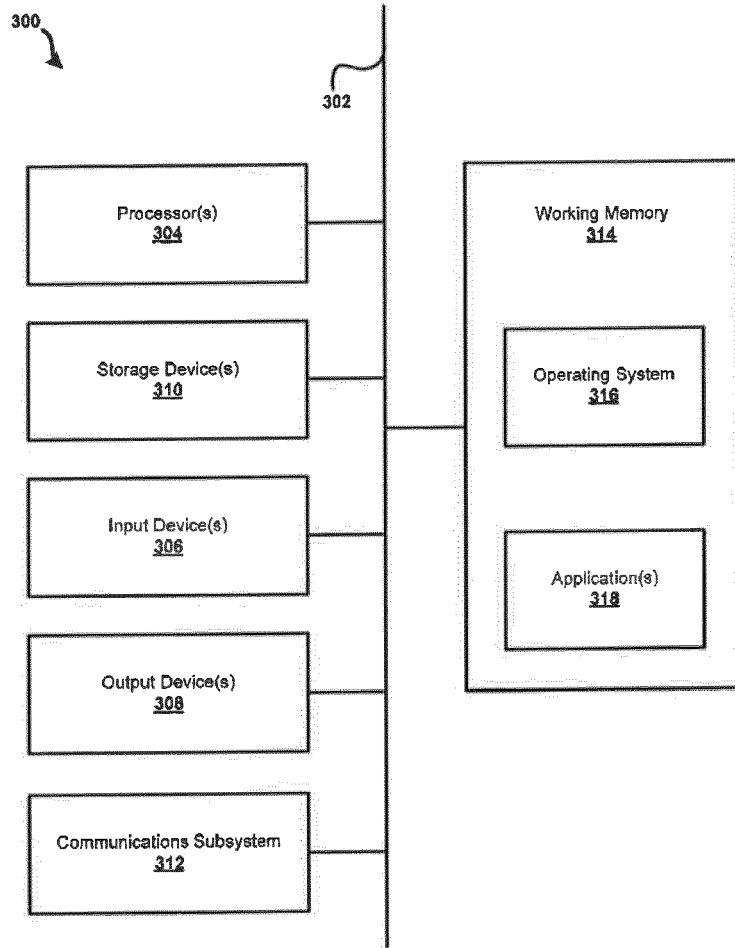 300
302
Processor(s)
304
Storage Device(s)
310
Input Device(s)
306
Output Device(s)
308
Communications Subsystem
312
Working Memory
314
Operating System
316
Application(s)
318